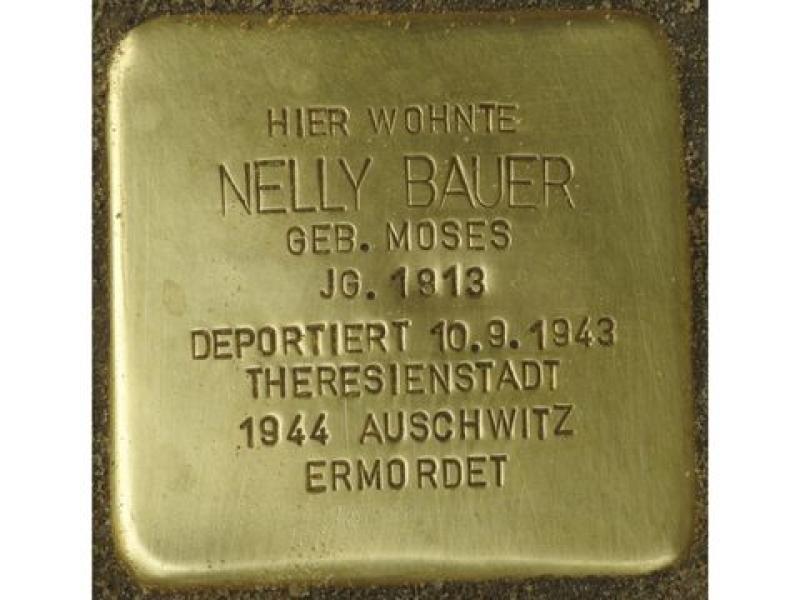 HIER WOHNTE
NELLY BAUER
GEB. MOSES
JG. 1913
DEPORTIERT 10.9.1943
THERESIENSTADT
1944 AUSCHWITZ
ERMORDET